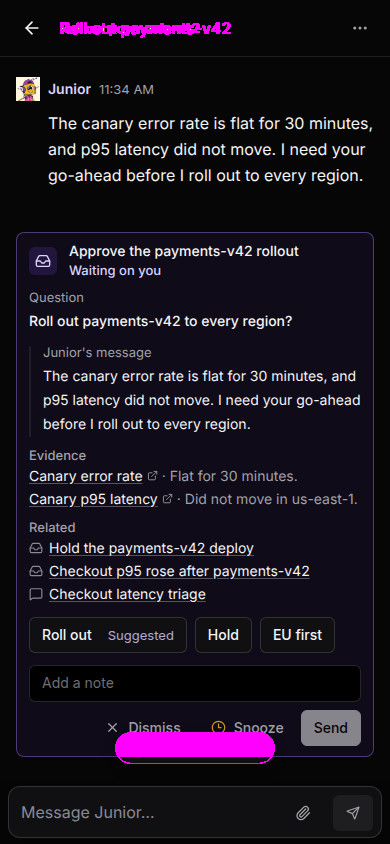 Junior 11:34 AM
The canary error rate is flat for 30 minutes,
and p95 latency did not move. I need your
go-ahead before I roll out to every region.
Approve the payments-v42 rollout
Waiting on you
Question
Roll out payments-v42 to every region?
Junior's message
The canary error rate is flat for 30 minutes, and
p95 latency did not move. I need your go-ahead
before I roll out to every region.
Evidence
Canary error rate · Flat for 30 minutes.
Canary p95 latency · Did not move in us-east-1.
Related
Hold the payments-v42 deploy
Checkout p95 rose after payments-v42
Checkout latency triage
Roll out Suggested Hold EU first
Add a note
Dismiss Snooze Send
Message Junior...